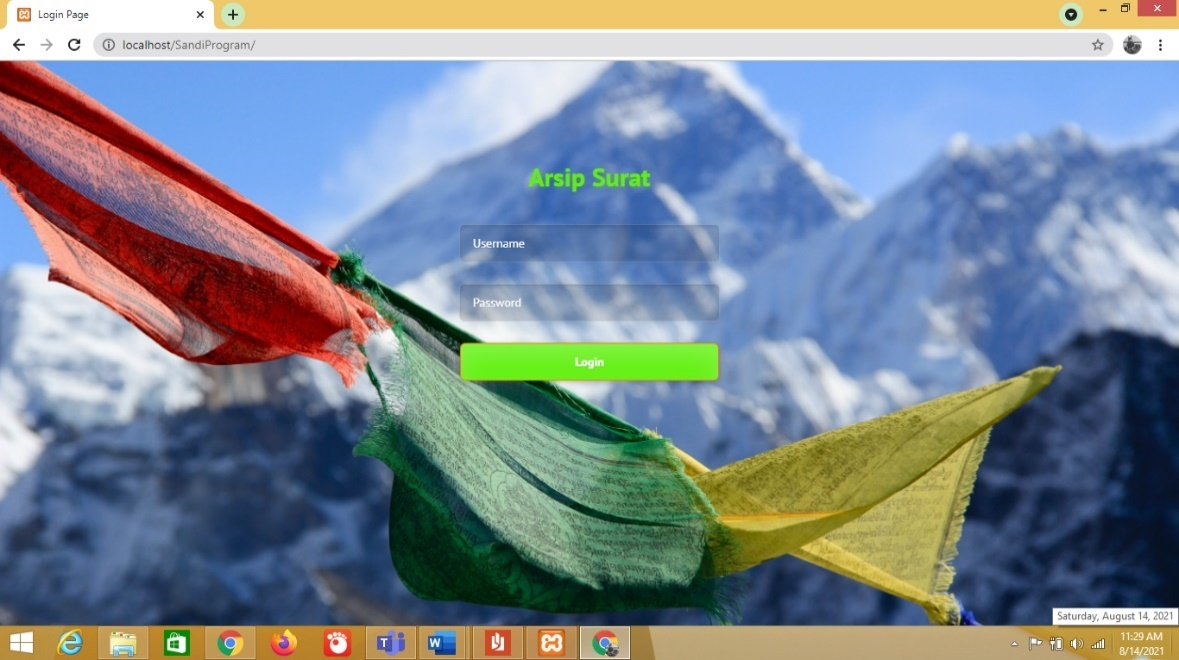 Login Page
localhost/SandiProgram/
Arsip Surat
Username
Password
Login
Saturday, August 14, 2021
11:29 AM
8/14/2021